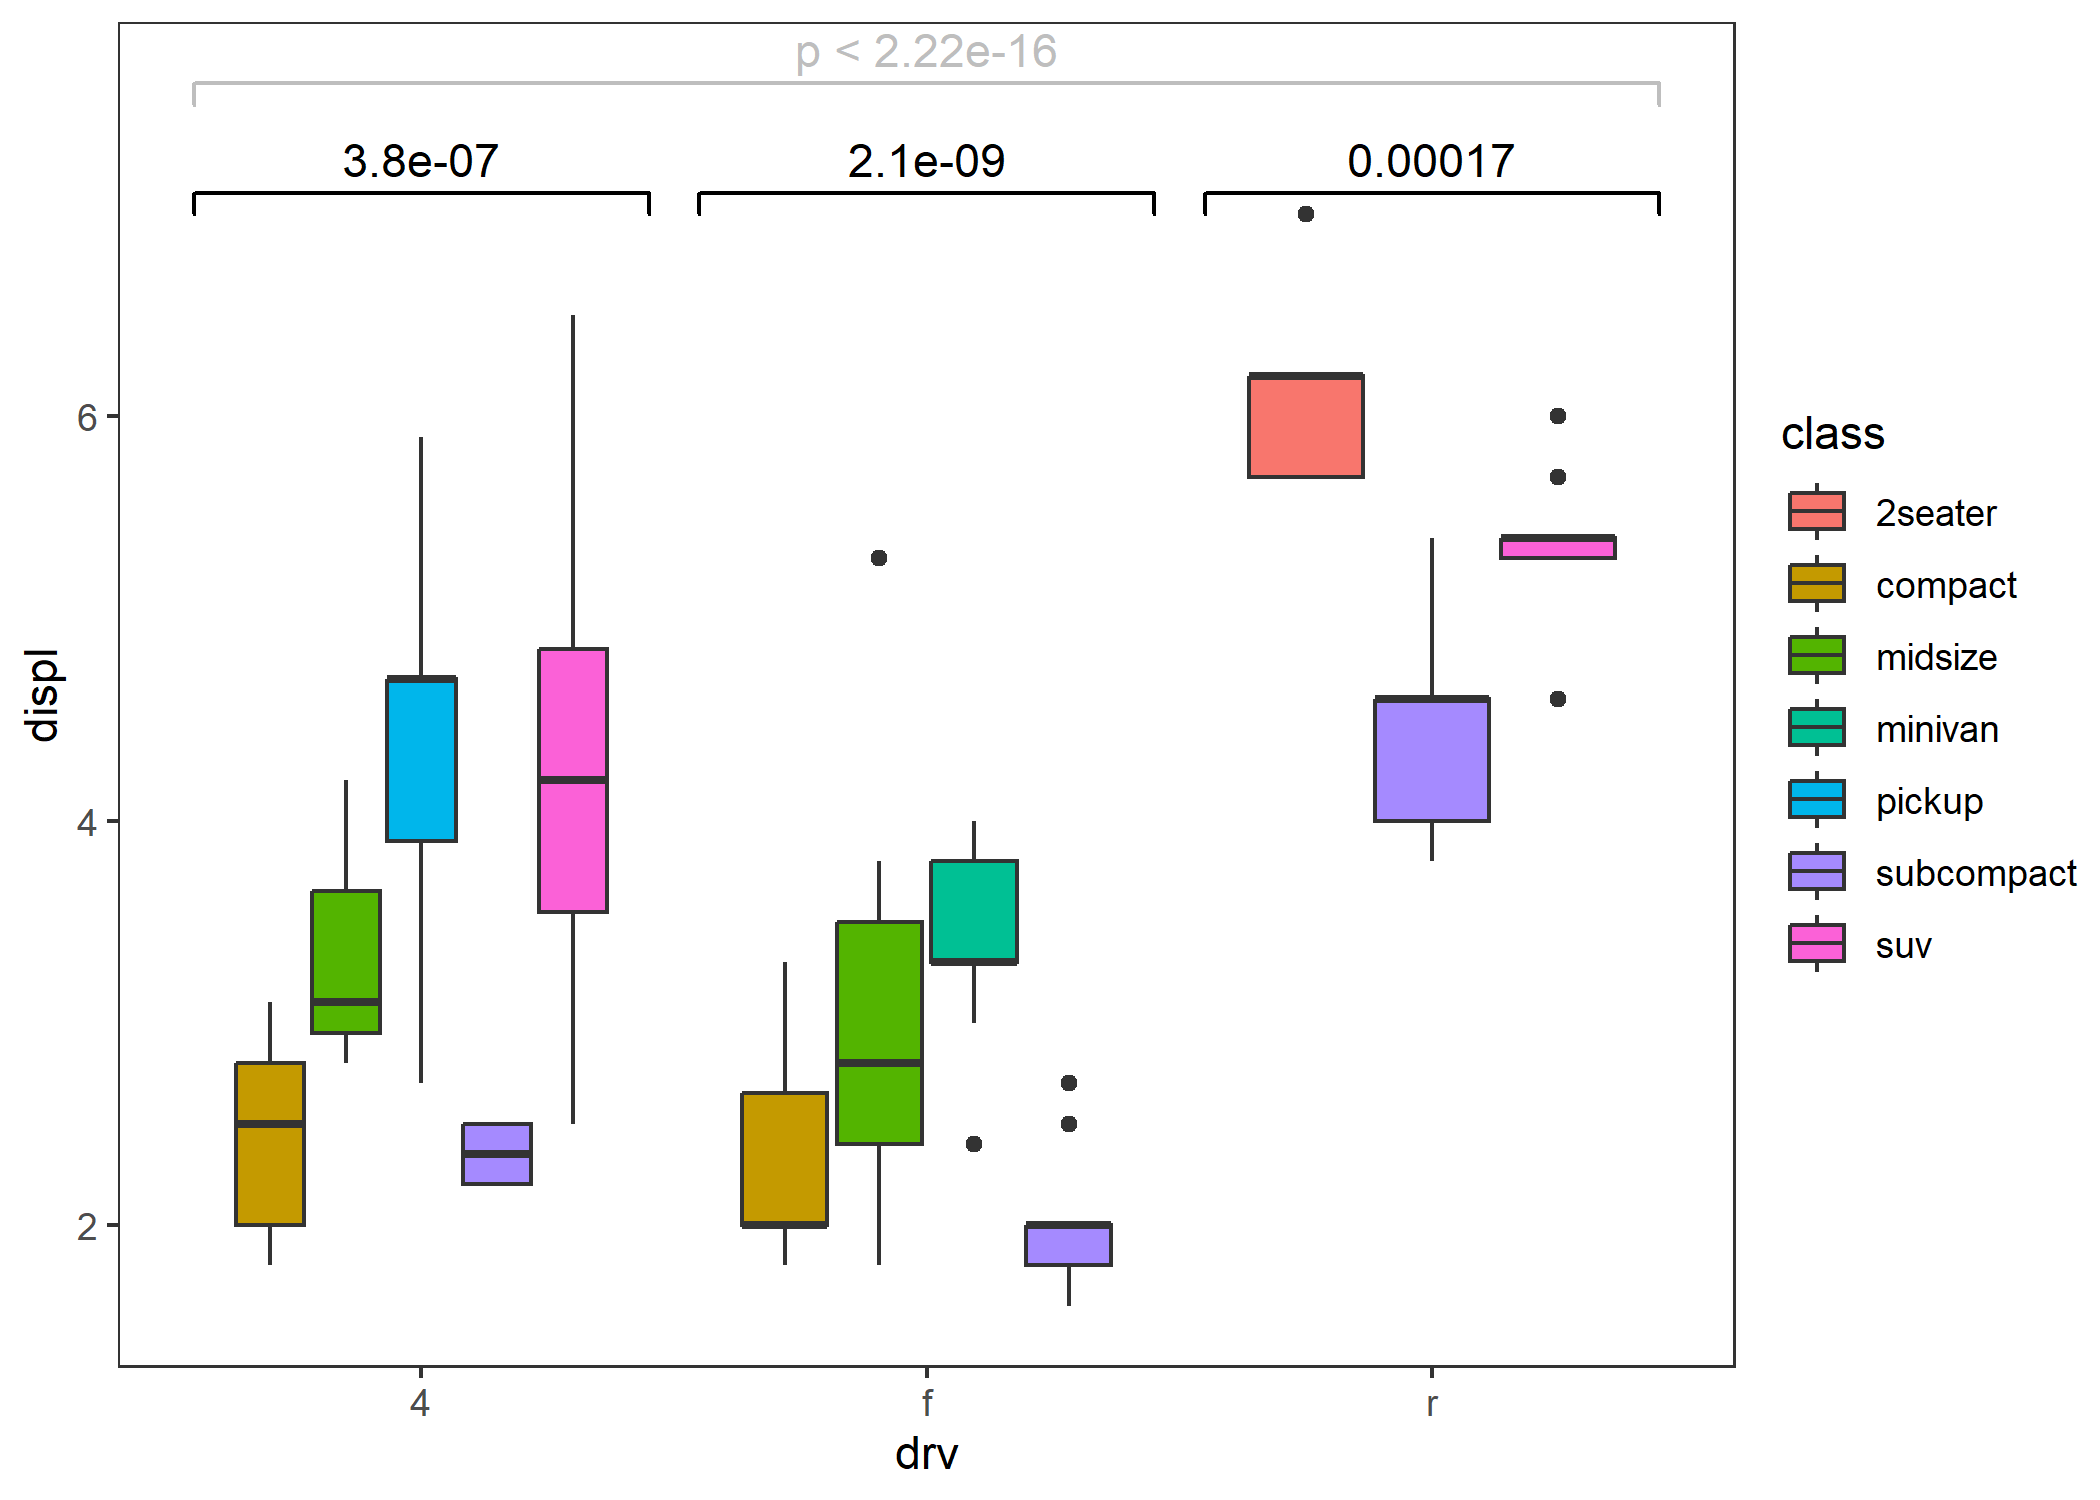 p < 2.22e-16
3.8e-07 2.1e-09 0.00017
6
4
2
displ
4 f r
drv
class
2seater
compact
midsize
minivan
pickup
subcompact
suv